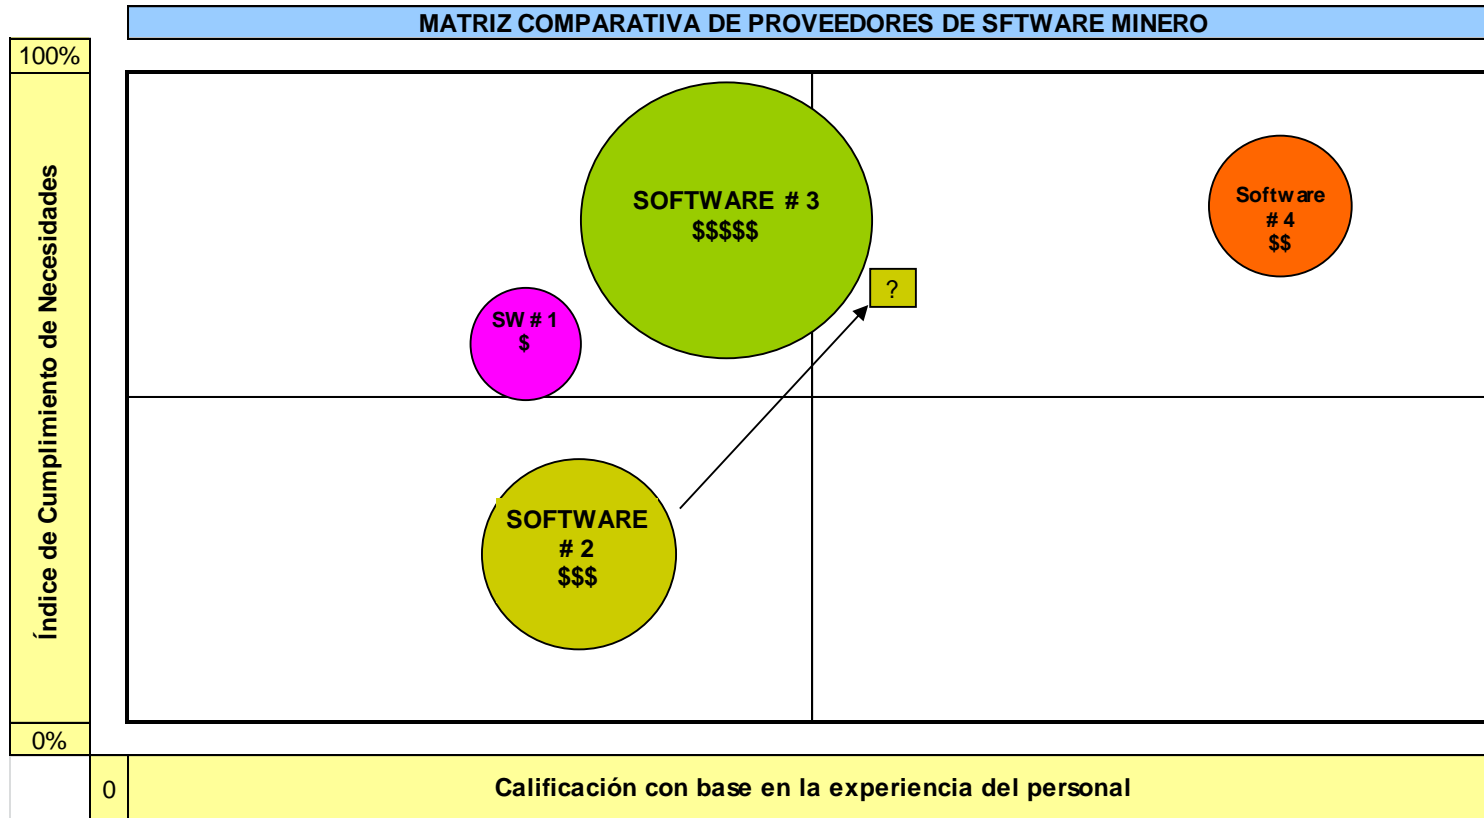 MATRIZ COMPARATIVA DE PROVEEDORES DE SFTWARE MINERO
100%
Índice de Cumplimiento de Necesidades
SOFTWARE # 3
$$$$$
Software
# 4
$$
?
SW # 1
$
SOFTWARE
# 2
$$$
0%
0
Calificación con base en la experiencia del personal